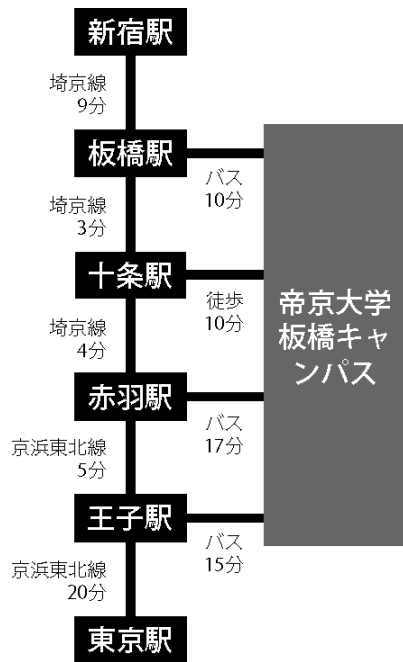 新宿駅
埼京線
9分
板橋駅
バス
10分
埼京線
3分
十条駅
徒歩
10分
帝京大学
板橋キャ
ンパス
埼京線
4分
赤羽駅
バス
17分
京浜東北線
5分
王子駅
バス
15分
京浜東北線
20分
東京駅